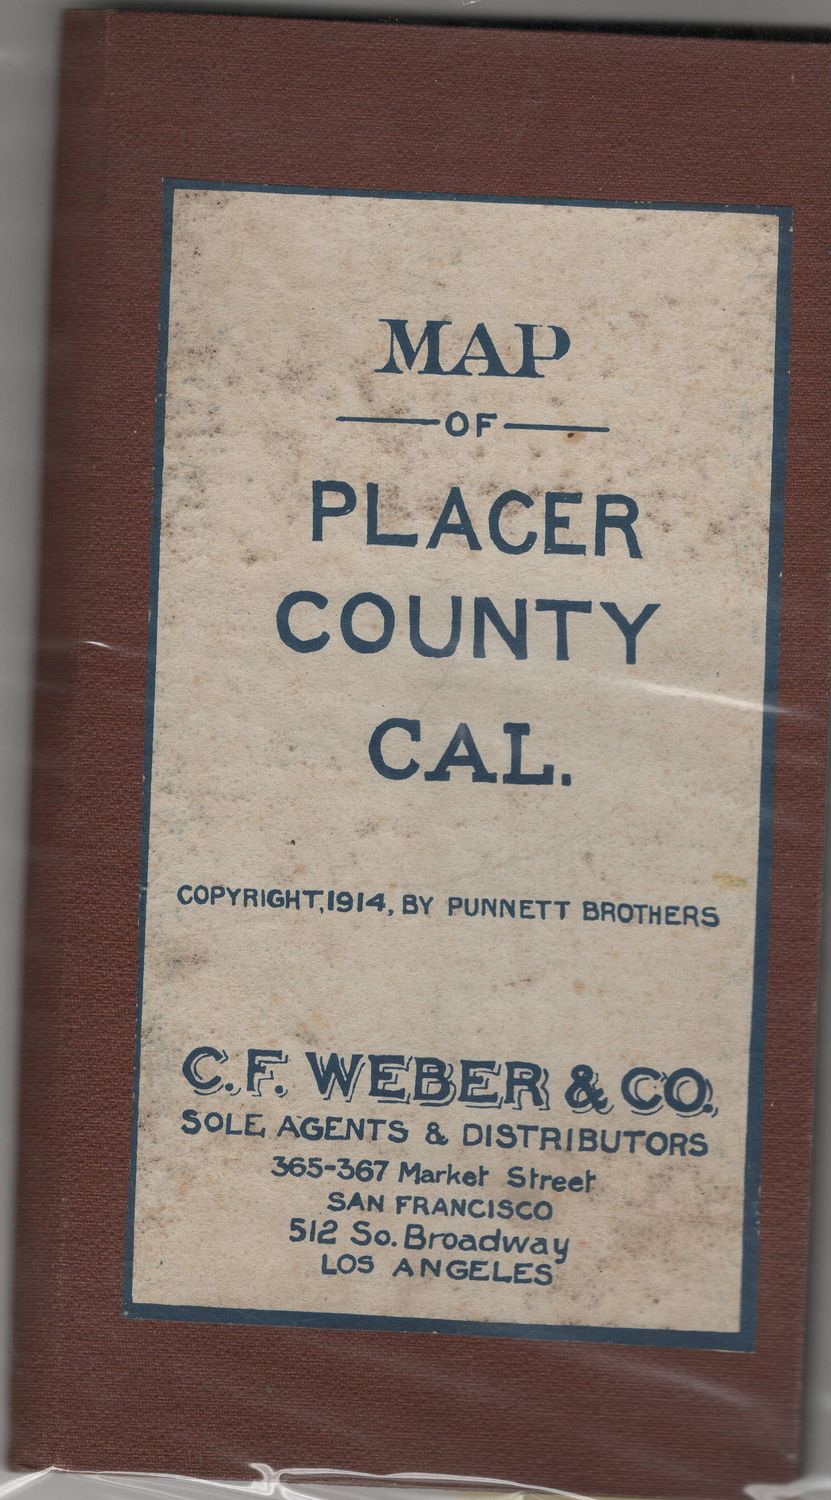 MAP
OF
PLACER
COUNTY
CAL.
COPYRIGHT, 1914, BY PUNNETT BROTHERS
C.F. WEBER & CO.
SOLE AGENTS & DISTRIBUTORS
365-367 Market Street
SAN FRANCISCO
512 So. Broadway
LOS ANGELES